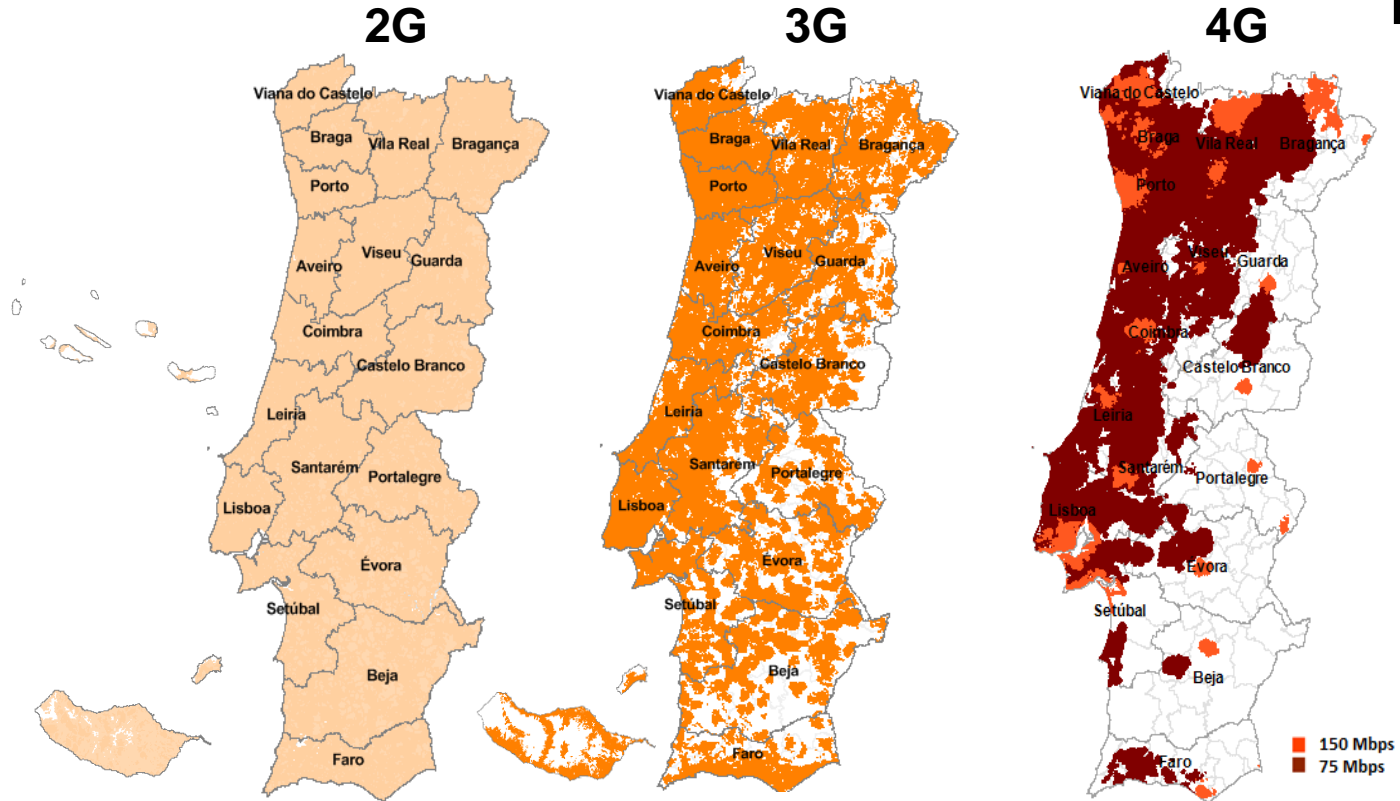 2G
3G
4G
Viana do Castelo
Braga
Vila Real
Bragança
Porto
Aveiro
Viseu
Guarda
Coimbra
Castelo Branco
Leiria
Santarém
Portalegre
Lisboa
Évora
Setúbal
Beja
Faro
Viana do Castelo
Braga
Vila Real
Bragança
Porto
Aveiro
Viseu
Guarda
Coimbra
Castelo Branco
Leiria
Santarém
Portalegre
Lisboa
Évora
Setúbal
Beja
Faro
Viana do Castelo
Braga
Vila Real
Bragança
Porto
Aveiro
Viseu
Guarda
Coimbra
Castelo Branco
Leiria
Santarém
Portalegre
Lisboa
Évora
Setúbal
Beja
Faro
150 Mbps
75 Mbps